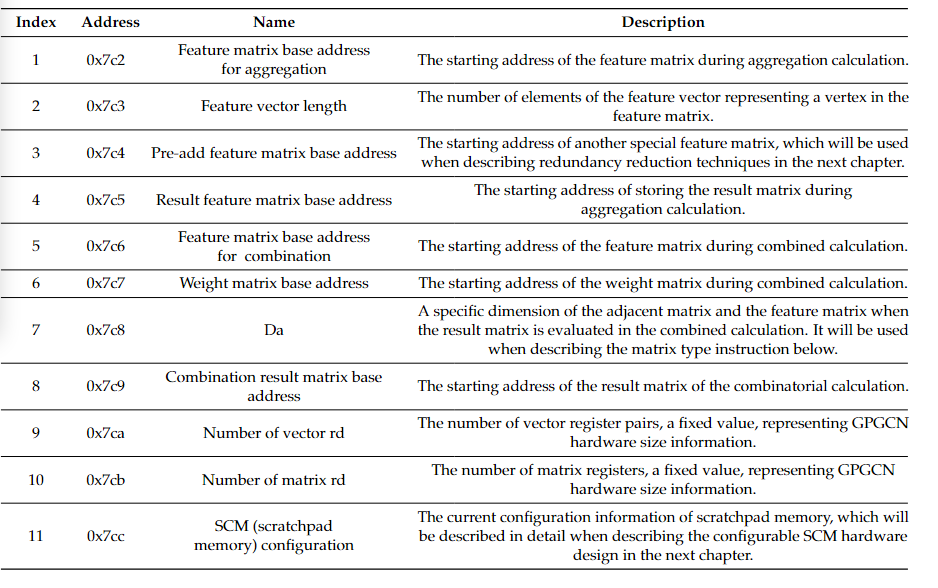 Index Address Name Description
1 0x7c2 Feature matrix base address for aggregation The starting address of the feature matrix during aggregation calculation.
2 0x7c3 Feature vector length The number of elements of the feature vector representing a vertex in the
feature matrix.
3 0x7c4 Pre-add feature matrix base address The starting address of another special feature matrix, which will be used
when describing redundancy reduction techniques in the next chapter.
4 0x7c5 Result feature matrix base address The starting address of storing the result matrix during
aggregation calculation.
5 0x7c6 Feature matrix base address
for combination The starting address of the feature matrix during combined calculation.
6 0x7c7 Weight matrix base address The starting address of the weight matrix during combined calculation.
7 0x7c8 Da A specific dimension of the adjacent matrix and the feature matrix when
the result matrix is evaluated in the combined calculation. It will be used
when describing the matrix type instruction below.
8 0x7c9 Combination result matrix base
address The starting address of the result matrix of the combinatorial calculation.
9 0x7ca Number of vector rd The number of vector register pairs, a fixed value, representing GPGCN
hardware size information.
10 0x7cb Number of matrix rd The number of matrix registers, a fixed value, representing GPGCN
hardware size information.
11 0x7cc SCM (scratchpad
memory) configuration The current configuration information of scratchpad memory, which will
be described in detail when describing the configurable SCM hardware
design in the next chapter.